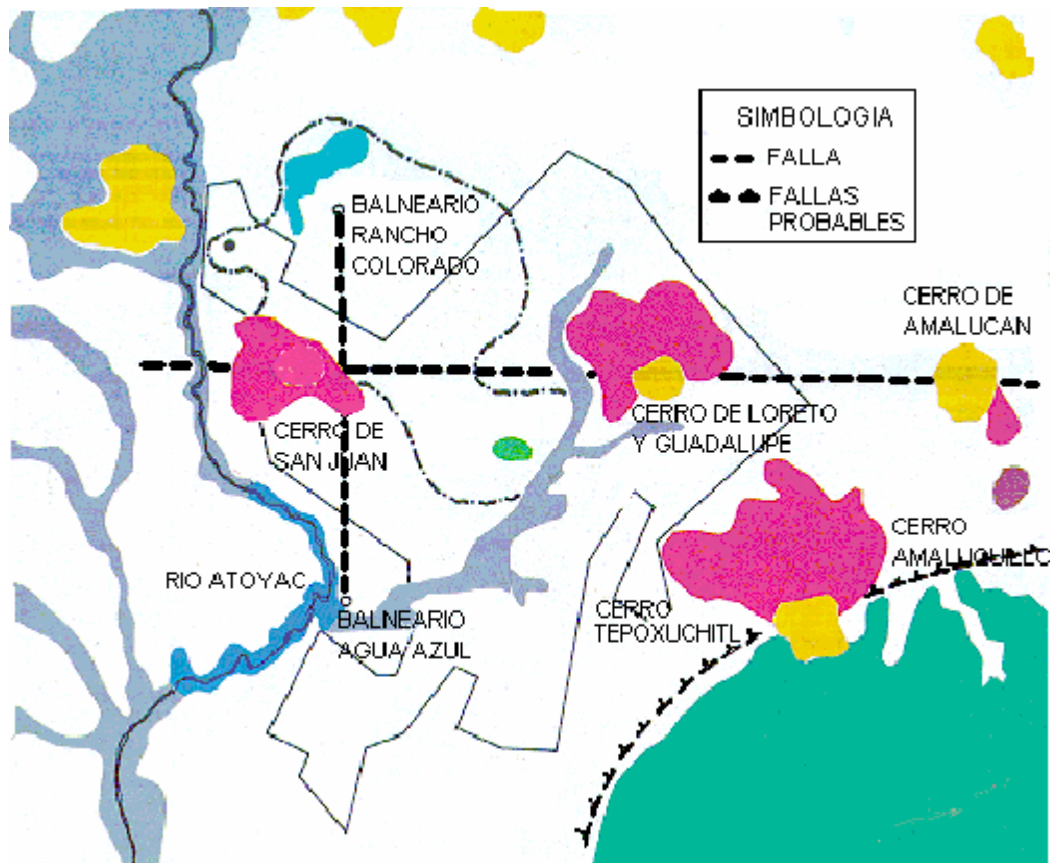 SIMBOLOGIA
FALLA
FALLAS
PROBABLES
BALNEARIO
RANCHO
COLORADO
CERRO DE
AMALUCAN
CERRO DE LORETO
Y GUADALUPE
CERRO DE
SAN JUAN
CERRO
AMALUQUILLO
RIO ATOYAC
BALNEARIO
AGUA AZUL
CERRO
TEPOXUCHITL